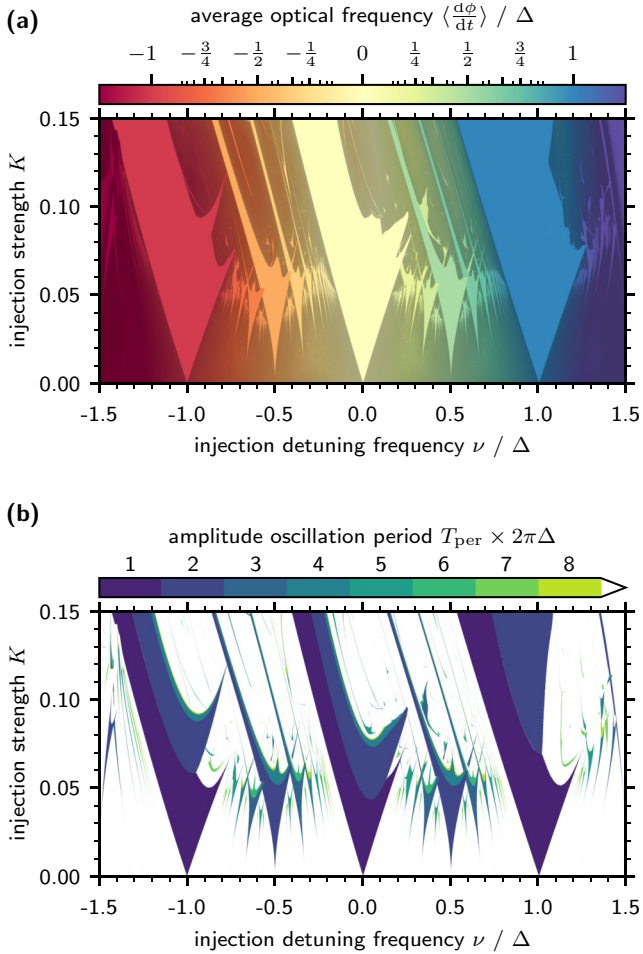 (a)
average optical frequency ⟨dϕ/dt⟩ / Δ
−1 −3/4 −1/2 −1/4 0 1/4 1/2 3/4 1
injection strength K
0.15
0.10
0.05
0.00
-1.5 -1.0 -0.5 0.0 0.5 1.0 1.5
injection detuning frequency ν / Δ
(b)
amplitude oscillation period Tper × 2πΔ
1 2 3 4 5 6 7 8
injection strength K
0.15
0.10
0.05
0.00
-1.5 -1.0 -0.5 0.0 0.5 1.0 1.5
injection detuning frequency ν / Δ